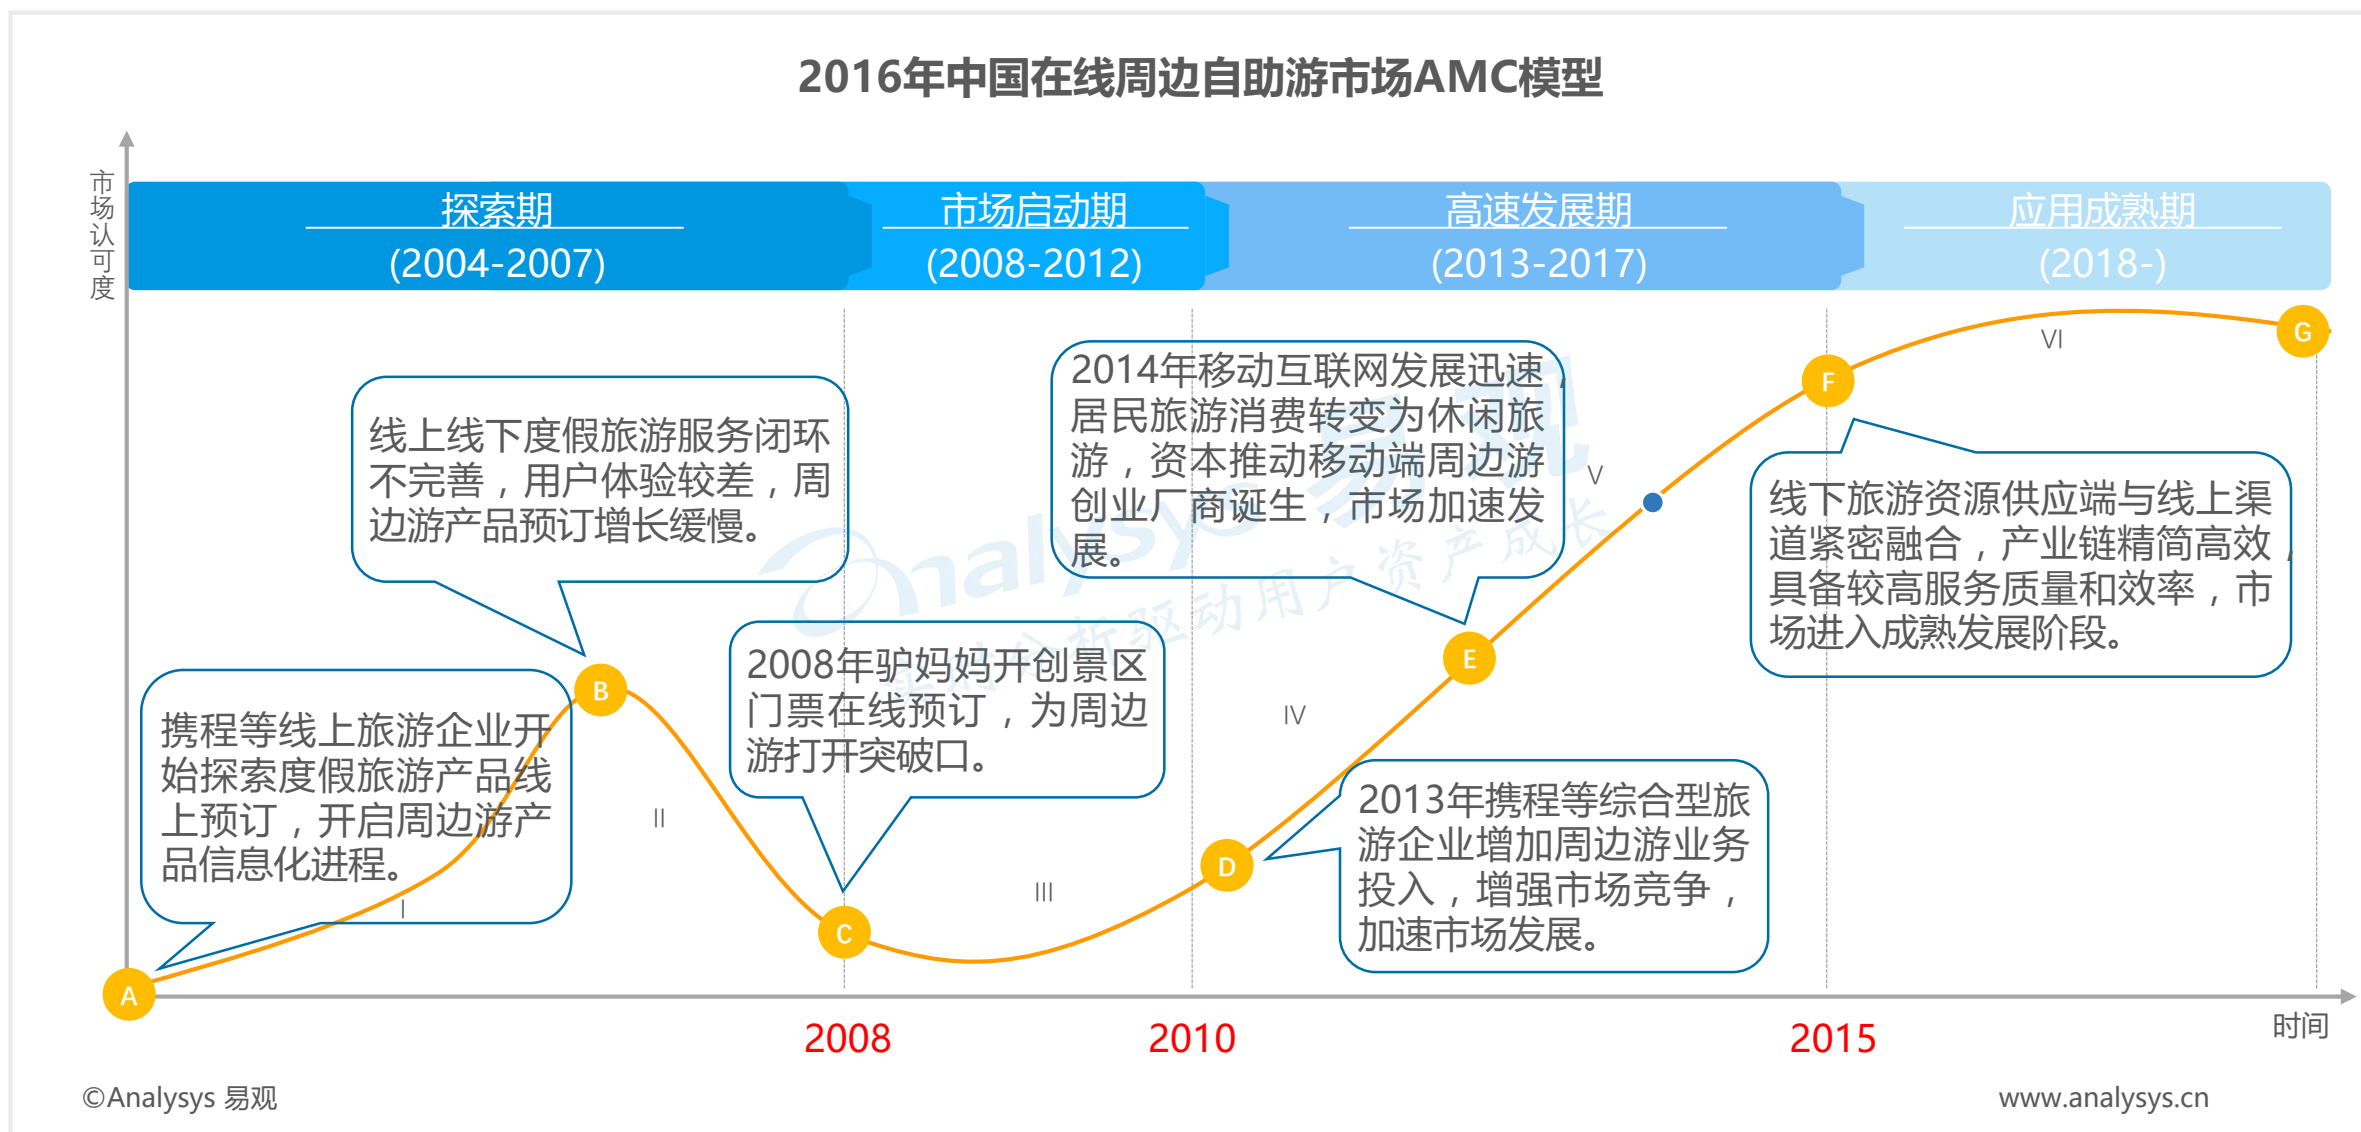 2016年中国在线周边自助游市场AMC模型
市场认可度
探索期
(2004-2007)
市场启动期
(2008-2012)
高速发展期
(2013-2017)
应用成熟期
(2018-)
线上线下度假旅游服务闭环
不完善，用户体验较差，周
边游产品预订增长缓慢。
2014年移动互联网发展迅速，
居民旅游消费转变为休闲旅
游，资本推动移动端周边游
创业厂商诞生，市场加速发
展。
线下旅游资源供应端与线上渠
道紧密融合，产业链精简高效，
具备较高服务质量和效率，市
场进入成熟发展阶段。
携程等线上旅游企业开
始探索度假旅游产品线
上预订，开启周边游产
品信息化进程。
2008年驴妈妈开创景区
门票在线预订，为周边
游打开突破口。
2013年携程等综合型旅
游企业增加周边游业务
投入，增强市场竞争，
加速市场发展。
A
B
C
D
E
F
G
I
II
III
IV
V
VI
Analysys 易观
实时分析驱动用户资产成长
2008
2010
2015
时间
©Analysys 易观
www.analysys.cn